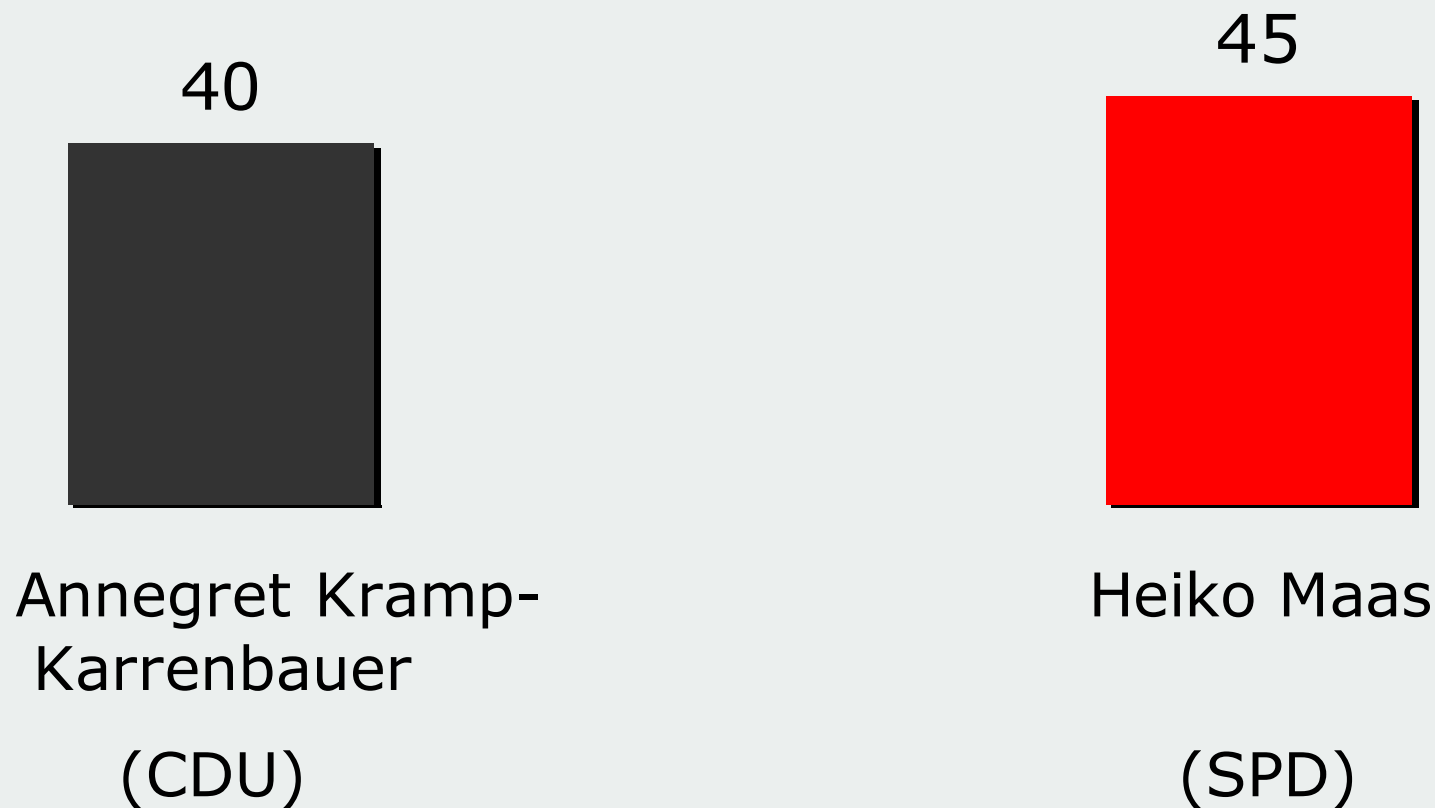 40
45
Annegret Kramp-
Karrenbauer
(CDU)
Heiko Maas
(SPD)